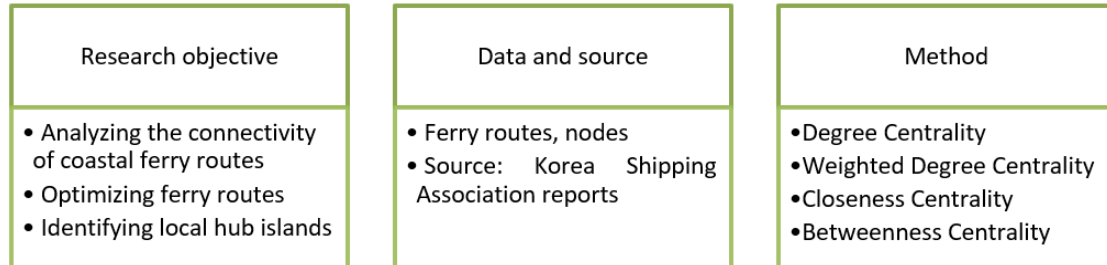 Research objective
• Analyzing the connectivity
of coastal ferry routes
• Optimizing ferry routes
• Identifying local hub islands
Data and source
• Ferry routes, nodes
• Source: Korea Shipping
Association reports
Method
•Degree Centrality
•Weighted Degree Centrality
•Closeness Centrality
•Betweenness Centrality